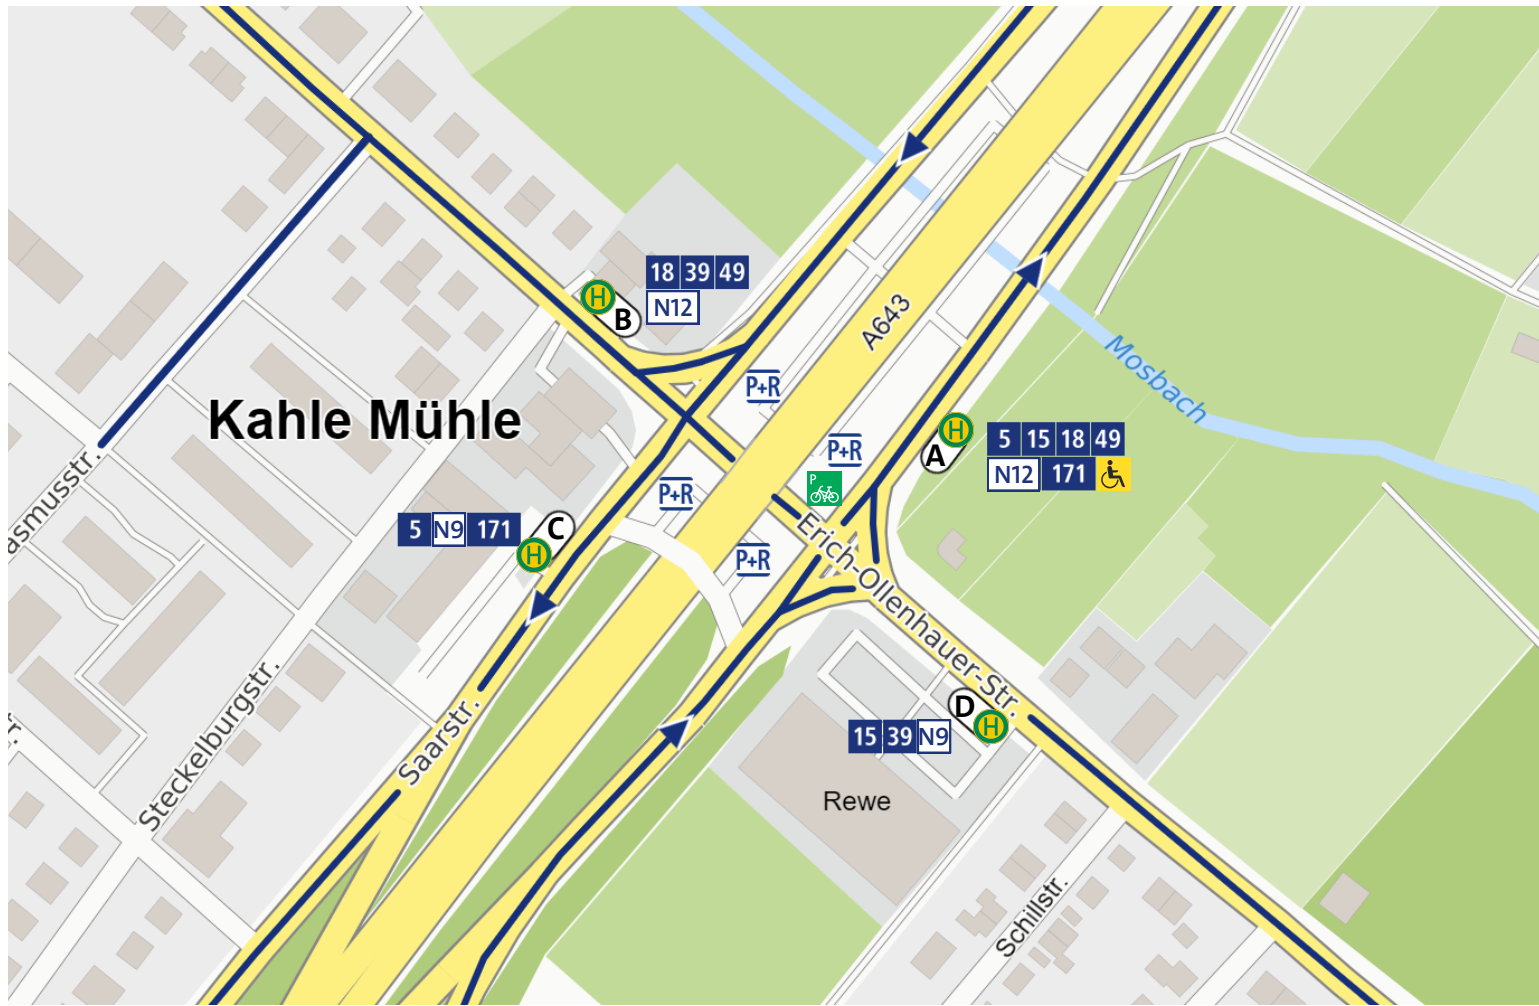 18 39 49
H
B
N12
A643
Mosbach
P+R
Kahle Mühle
H
A
5 15 18 49
P+R
N12 171
asmusstr.
P+R
P
5 N9 171
C
H
Erich-Ollenhauer-Str.
P+R
Steckelburgstr.
Saarstr.
D
H
15 39 N9
Rewe
Schillstr.